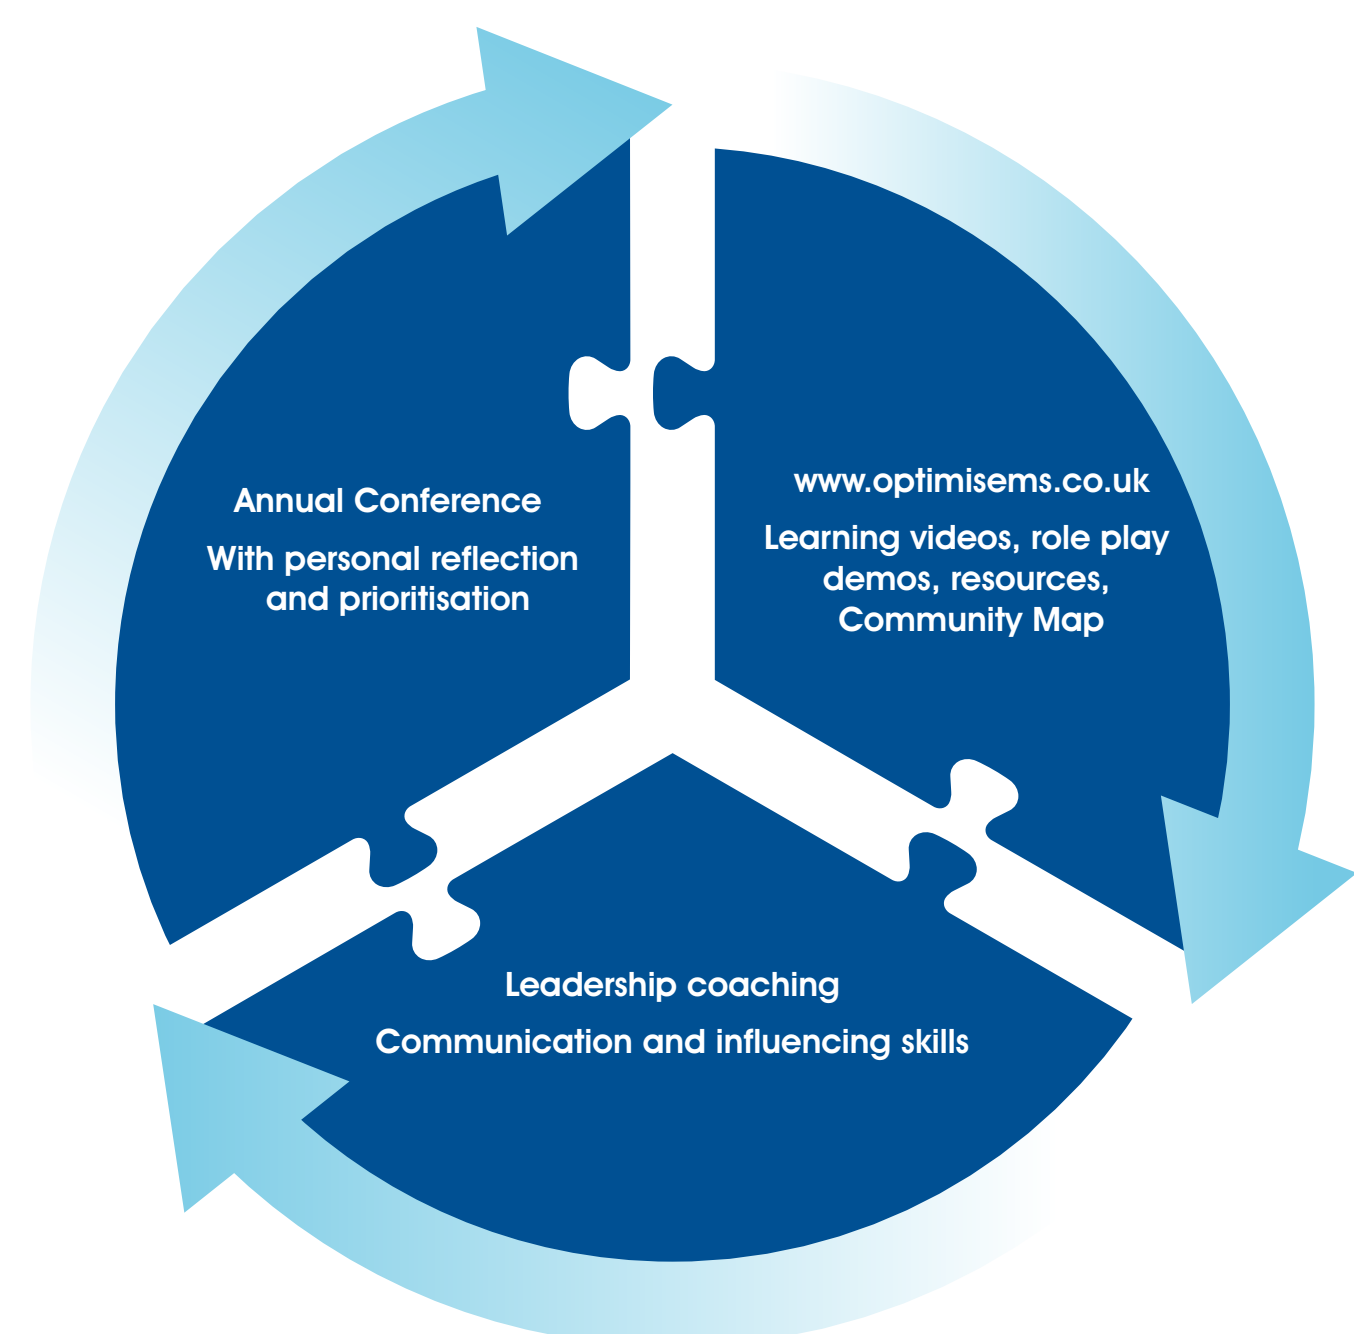 Annual Conference
With personal reflection
and prioritisation
www.optimisems.co.uk
Learning videos, role play
demos, resources,
Community Map
Leadership coaching
Communication and influencing skills